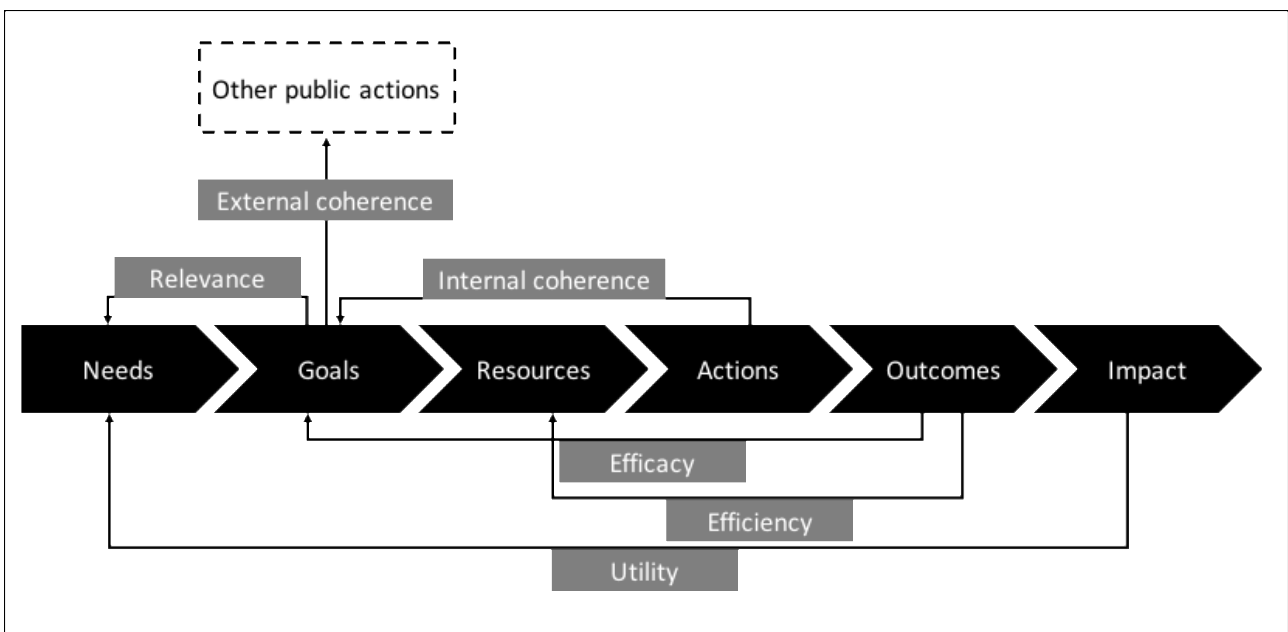 Other public actions
External coherence
Relevance
Internal coherence
Needs
Goals
Resources
Actions
Outcomes
Impact
Efficacy
Efficiency
Utility